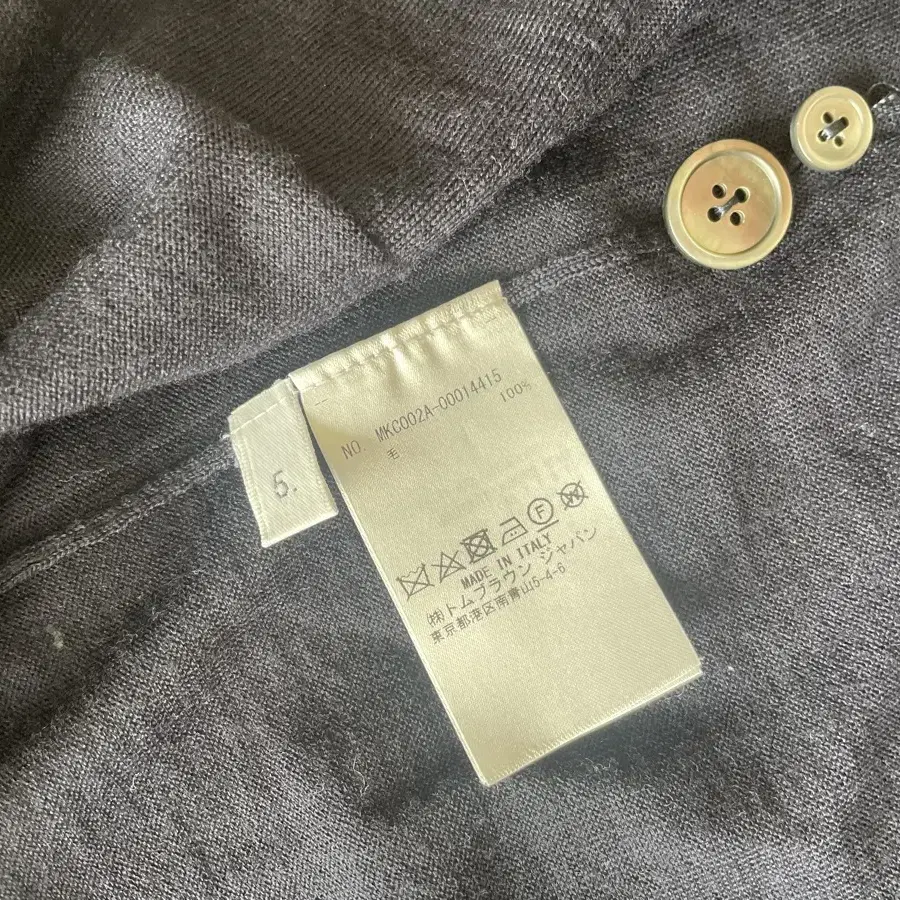 NO. MKC002A-00014415
毛 100%
5.
F
W
MADE IN ITALY
㈱トムブラウン ジャパン
東京都港区南青山5-4-6